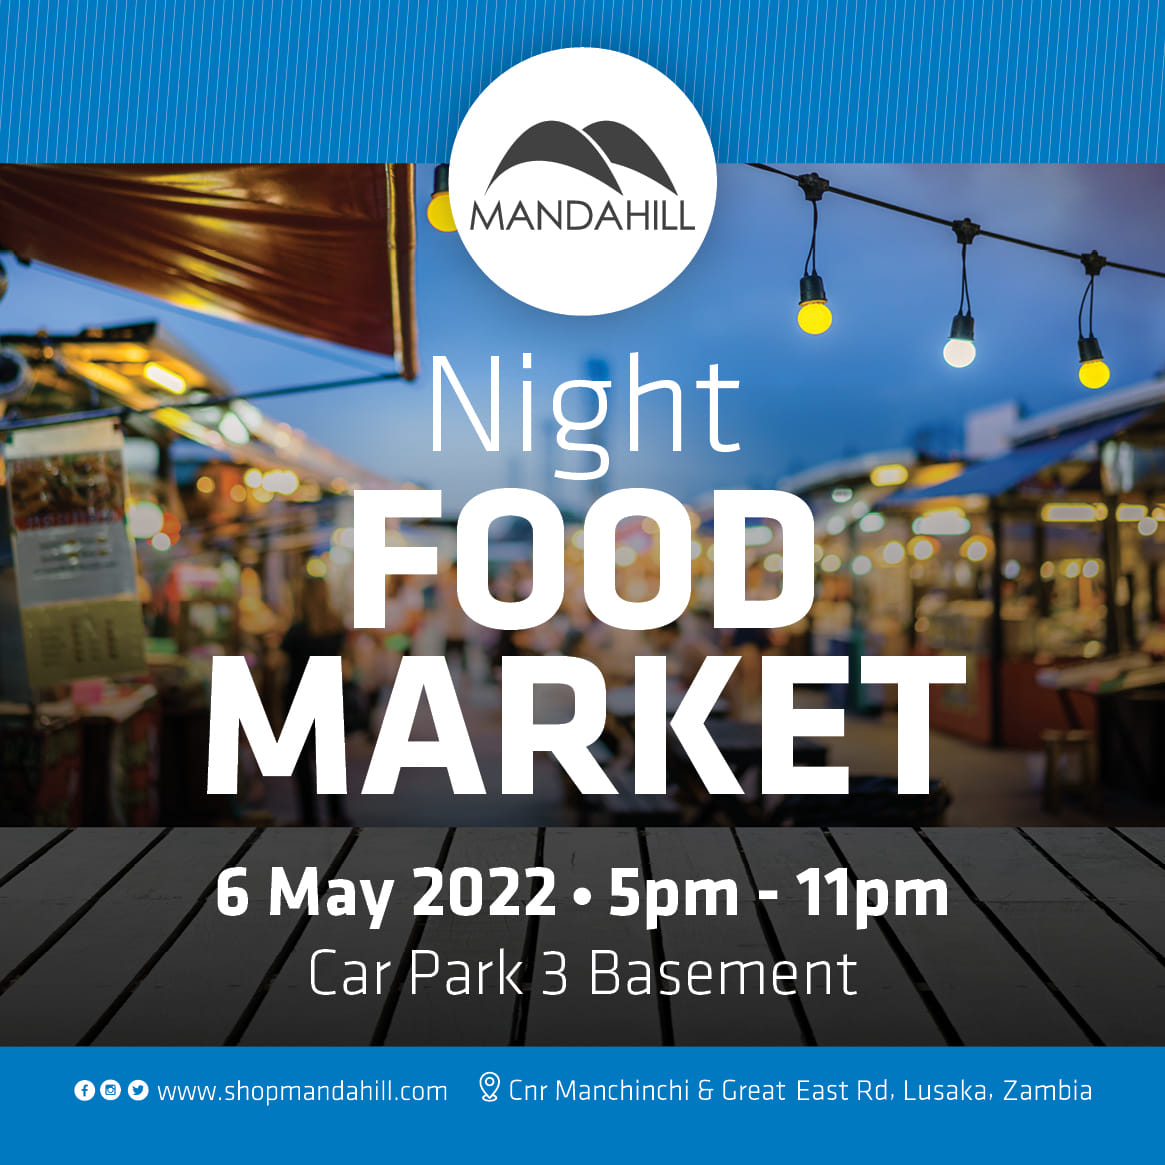 MANDAHILL
Night
FOOD
MARKET
6 May 2022 • 5pm - 11pm
Car Park 3 Basement
www.shopmandahill.com Cnr Manchinchi & Great East Rd, Lusaka, Zambia